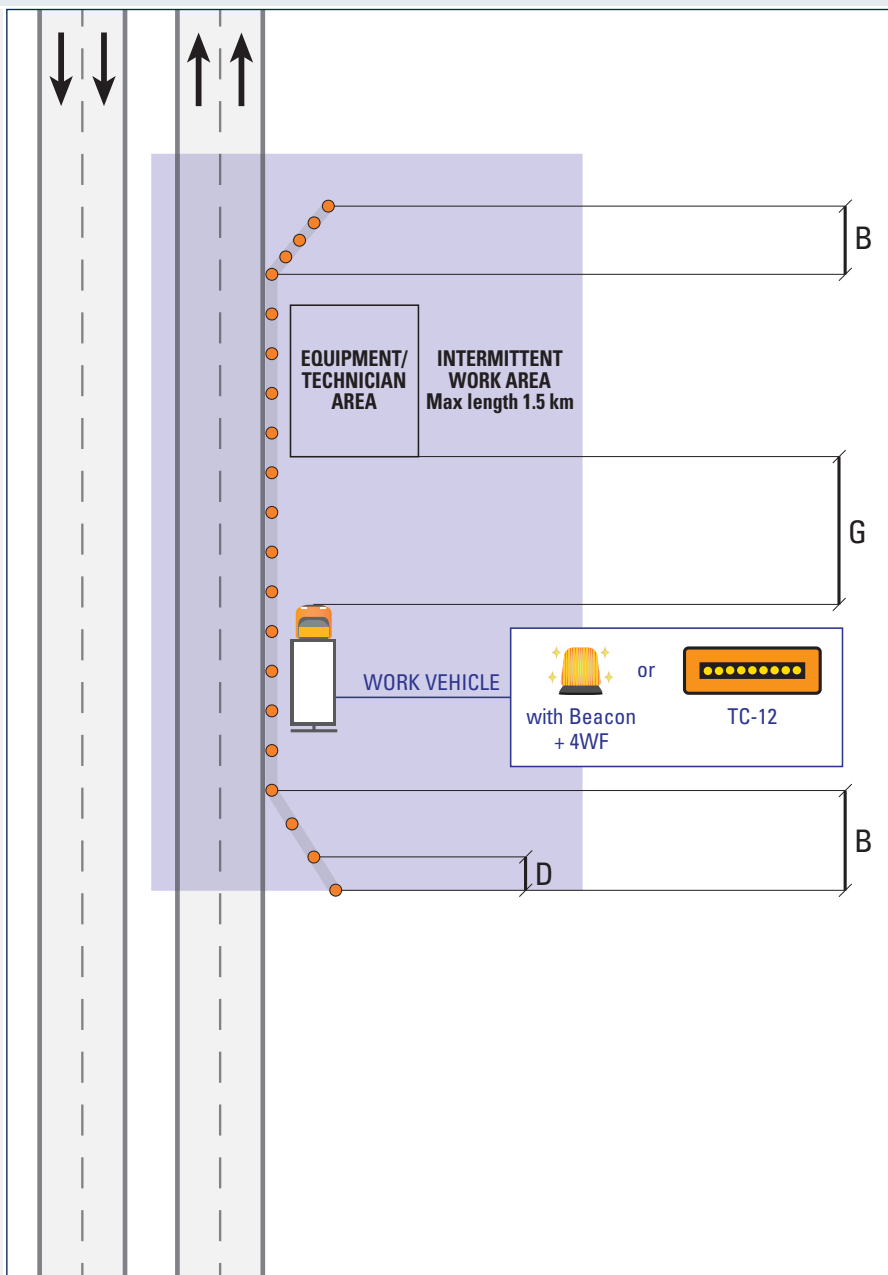 B
EQUIPMENT/
TECHNICIAN
AREA
INTERMITTENT
WORK AREA
Max length 1.5 km
G
WORK VEHICLE
with Beacon
+ 4WF
or
TC-12
B
D